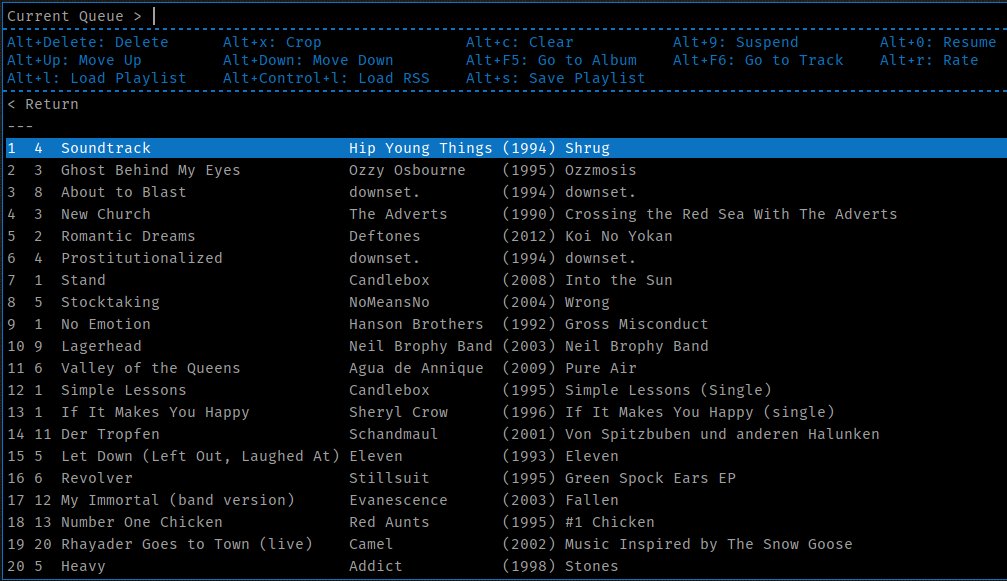 Current Queue >
Alt+Delete: Delete Alt+x: Crop Alt+c: Clear Alt+9: Suspend Alt+0: Resume
Alt+Up: Move Up Alt+Down: Move Down Alt+F5: Go to Album Alt+F6: Go to Track Alt+r: Rate
Alt+l: Load Playlist Alt+Control+l: Load RSS Alt+s: Save Playlist
< Return
---
1 4 Soundtrack Hip Young Things (1994) Shrug
2 3 Ghost Behind My Eyes Ozzy Osbourne (1995) Ozzmosis
3 8 About to Blast downset. (1994) downset.
4 3 New Church The Adverts (1990) Crossing the Red Sea With The Adverts
5 2 Romantic Dreams Deftones (2012) Koi No Yokan
6 4 Prostitutionalized downset. (1994) downset.
7 1 Stand Candlebox (2008) Into the Sun
8 5 Stocktaking NoMeansNo (2004) Wrong
9 1 No Emotion Hanson Brothers (1992) Gross Misconduct
10 9 Lagerhead Neil Brophy Band (2003) Neil Brophy Band
11 6 Valley of the Queens Agua de Annique (2009) Pure Air
12 1 Simple Lessons Candlebox (1995) Simple Lessons (Single)
13 1 If It Makes You Happy Sheryl Crow (1996) If It Makes You Happy (single)
14 11 Der Tropfen Schandmaul (2001) Von Spitzbuben und anderen Halunken
15 5 Let Down (Left Out, Laughed At) Eleven (1993) Eleven
16 6 Revolver Stillsuit (1995) Green Spock Ears EP
17 12 My Immortal (band version) Evanescence (2003) Fallen
18 13 Number One Chicken Red Aunts (1995) #1 Chicken
19 20 Rhayader Goes to Town (live) Camel (2002) Music Inspired by The Snow Goose
20 5 Heavy Addict (1998) Stones